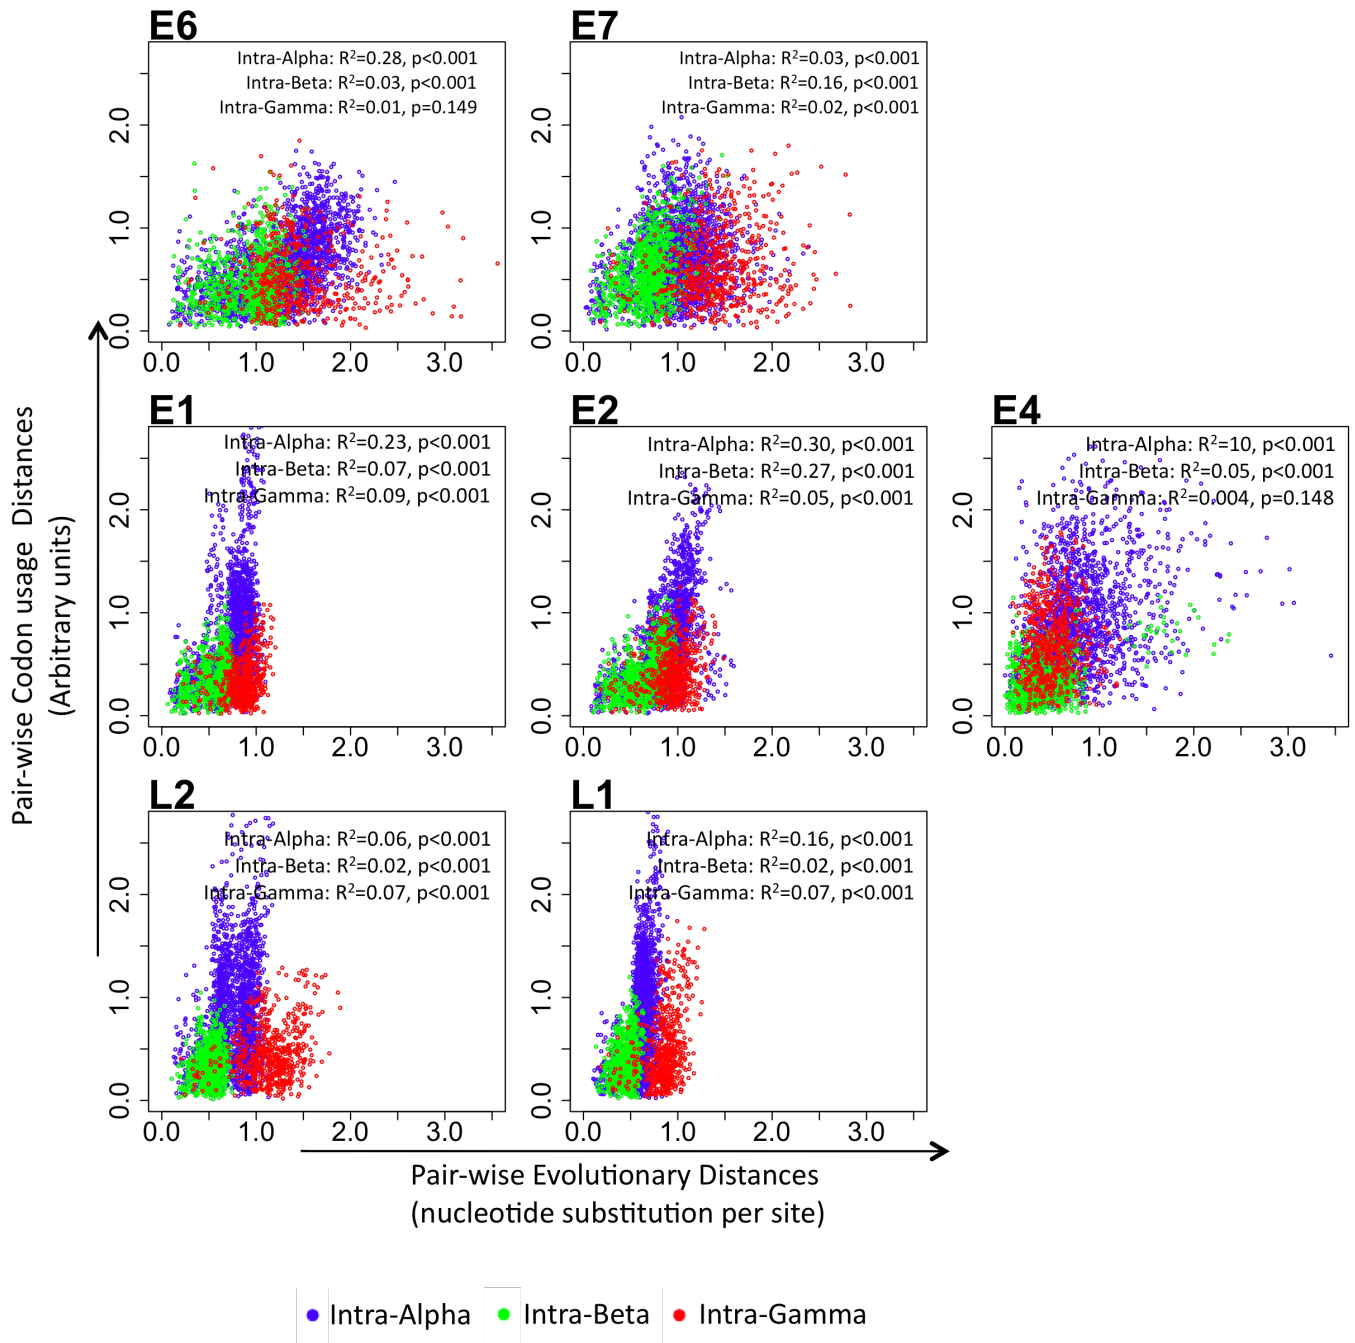 E6
Intra-Alpha: R²=0.28, p<0.001
Intra-Beta: R²=0.03, p<0.001
Intra-Gamma: R²=0.01, p=0.149
0.0 1.0 2.0
0.0 1.0 2.0 3.0
E7
Intra-Alpha: R²=0.03, p<0.001
Intra-Beta: R²=0.16, p<0.001
Intra-Gamma: R²=0.02, p<0.001
0.0 1.0 2.0
0.0 1.0 2.0 3.0
E1
Intra-Alpha: R²=0.23, p<0.001
Intra-Beta: R²=0.07, p<0.001
Intra-Gamma: R²=0.09, p<0.001
0.0 1.0 2.0
0.0 1.0 2.0 3.0
E2
Intra-Alpha: R²=0.30, p<0.001
Intra-Beta: R²=0.27, p<0.001
Intra-Gamma: R²=0.05, p<0.001
0.0 1.0 2.0
0.0 1.0 2.0 3.0
E4
Intra-Alpha: R²=10, p<0.001
Intra-Beta: R²=0.05, p<0.001
Intra-Gamma: R²=0.004, p=0.148
0.0 1.0 2.0
0.0 1.0 2.0 3.0
L2
Intra-Alpha: R²=0.06, p<0.001
Intra-Beta: R²=0.02, p<0.001
Intra-Gamma: R²=0.07, p<0.001
0.0 1.0 2.0
0.0 1.0 2.0 3.0
L1
Intra-Alpha: R²=0.16, p<0.001
Intra-Beta: R²=0.02, p<0.001
Intra-Gamma: R²=0.07, p<0.001
0.0 1.0 2.0
0.0 1.0 2.0 3.0
Pair-wise Codon usage Distances
(Arbitrary units)
Pair-wise Evolutionary Distances
(nucleotide substitution per site)
Intra-Alpha Intra-Beta Intra-Gamma